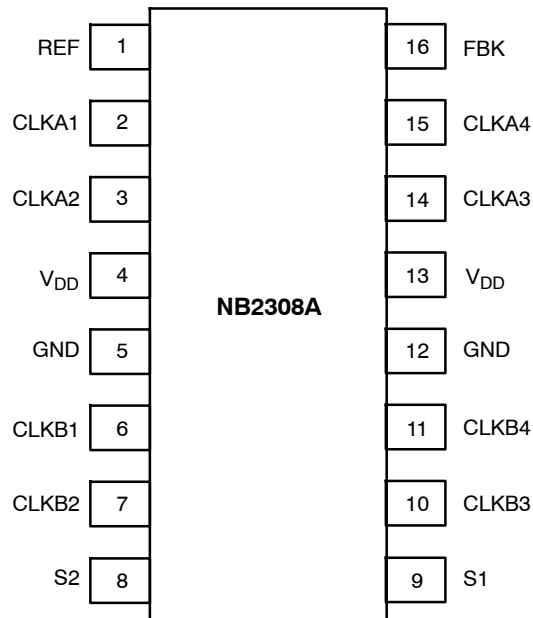 REF 1 16 FBK
CLKA1 2 15 CLKA4
CLKA2 3 14 CLKA3
VDD 4 13 VDD
NB2308A
GND 5 12 GND
CLKB1 6 11 CLKB4
CLKB2 7 10 CLKB3
S2 8 9 S1